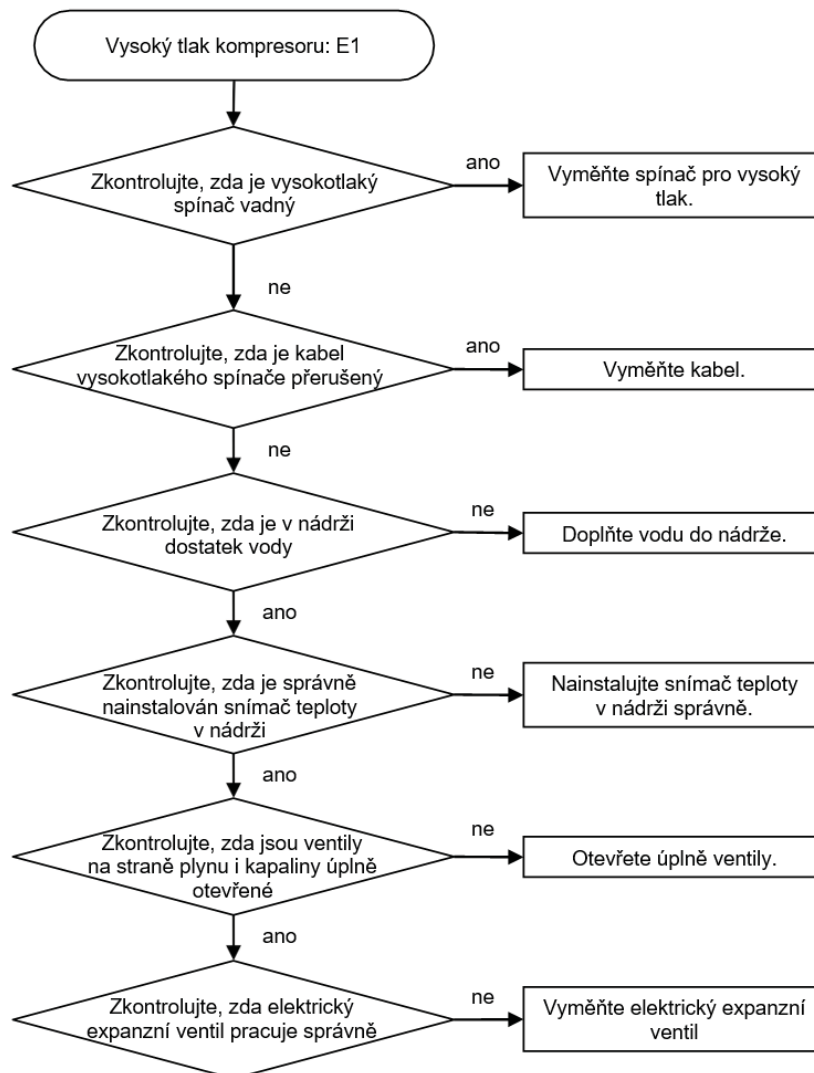 Vysoký tlak kompresoru: E1
Zkontrolujte, zda je vysokotlaký
spínač vadný
ano
Vyměňte spínač pro vysoký
tlak.
ne
Zkontrolujte, zda je kabel
vysokotlakého spínače přerušený
ano
Vyměňte kabel.
ne
Zkontrolujte, zda je v nádrži
dostatek vody
ne
Doplňte vodu do nádrže.
ano
Zkontrolujte, zda je správně
nainstalován snímač teploty
v nádrži
ne
Nainstalujte snímač teploty
v nádrži správně.
ano
Zkontrolujte, zda jsou ventily
na straně plynu i kapaliny úplně
otevřené
ne
Otevřete úplně ventily.
ano
Zkontrolujte, zda elektrický
expanzní ventil pracuje správně
ne
Vyměňte elektrický expanzní
ventil